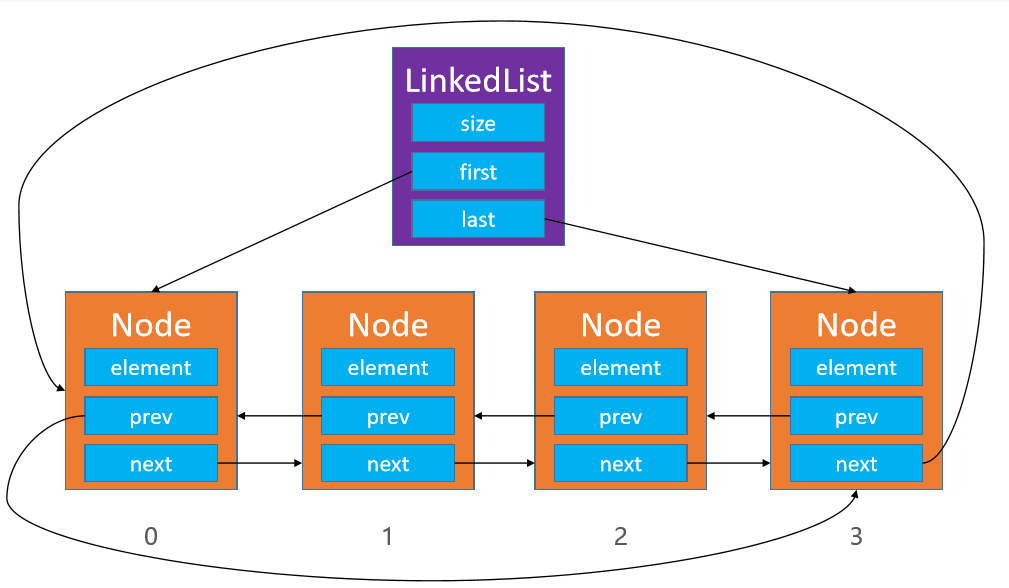 LinkedList
size
first
last
Node Node Node Node
element element element element
prev prev prev prev
next next next next
0 1 2 3